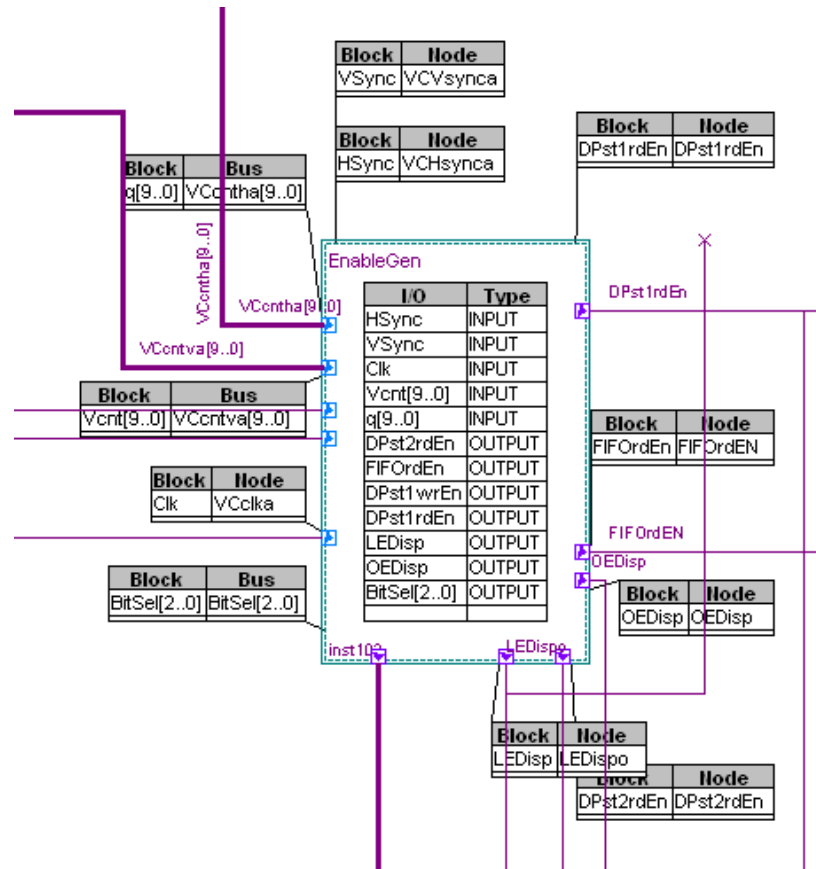 Block Node
VSync VCVsynca
Block Node
HSync VCHsynca
Block Node
DPst1rdEn DPst1rdEn
Block Bus
q[9..0] VCcntha[9..0]
VCcntha[9..0]
EnableGen
VCcntha[9..0]
DPst1rdEn
VCcntva[9..0]
I/O Type
HSync INPUT
VSync INPUT
Clk INPUT
Vcnt[9..0] INPUT
q[9..0] INPUT
DPst2rdEn OUTPUT
FIFOrdEn OUTPUT
DPst1wrEn OUTPUT
DPst1rdEn OUTPUT
LEDisp OUTPUT
OEDisp OUTPUT
BitSel[2..0] OUTPUT
Block Bus
Vcnt[9..0] VCcntva[9..0]
Block Node
FIFOrdEn FIFOrdEN
Block Node
Clk VCclka
FIFOrdEN
OEDisp
Block Bus
BitSel[2..0] BitSel[2..0]
Block Node
OEDisp OEDisp
LEDispo
Block Node
LEDisp LEDispo
Block Node
DPst2rdEn DPst2rdEn